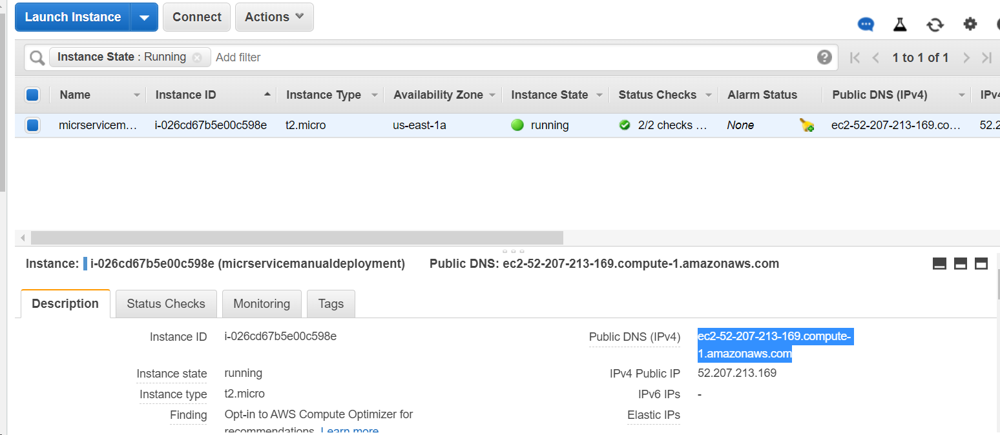 Launch Instance Connect Actions
Instance State : Running Add filter 1 to 1 of 1
Name Instance ID Instance Type Availability Zone Instance State Status Checks Alarm Status Public DNS (IPv4)
micrservicem... i-026cd67b5e00c598e t2.micro us-east-1a running 2/2 checks ... None ec2-52-207-213-169.co... 52.2
Instance: i-026cd67b5e00c598e (micrservicemanualdeployment) Public DNS: ec2-52-207-213-169.compute-1.amazonaws.com
Description Status Checks Monitoring Tags
Instance ID i-026cd67b5e00c598e Public DNS (IPv4) ec2-52-207-213-169.compute-
1.amazonaws.com
Instance state running IPv4 Public IP 52.207.213.169
Instance type t2.micro IPv6 IPs -
Finding Opt-in to AWS Compute Optimizer for Elastic IPs
recommendations. Learn more